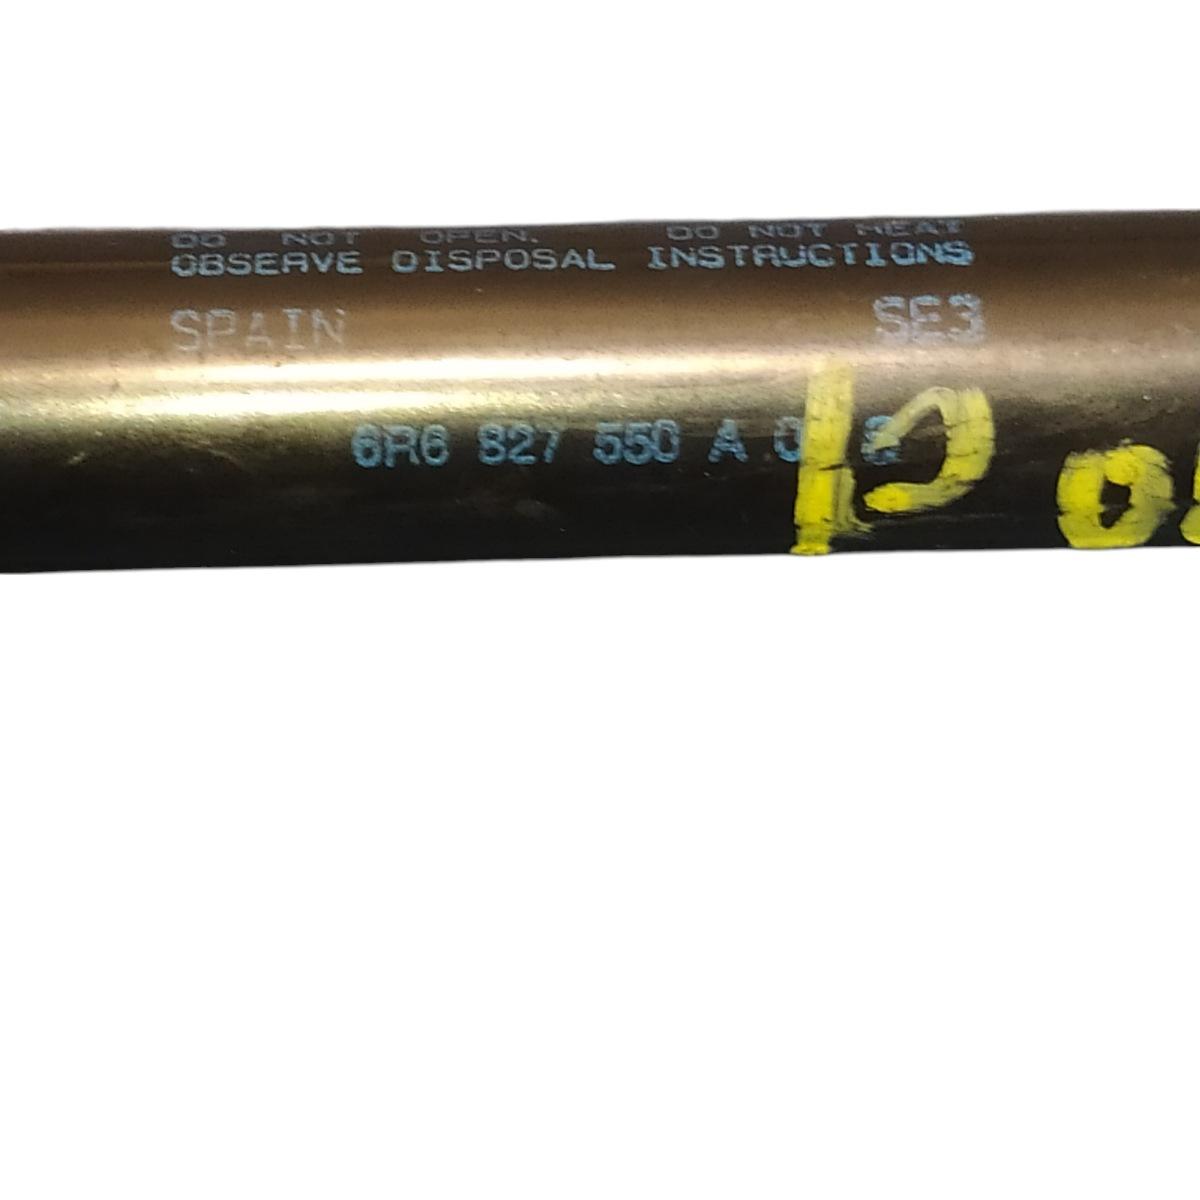 DO NOT OPEN. DO NOT HEAT
OBSERVE DISPOSAL INSTRUCTIONS
SPAIN SE3
6R6 827 550 A